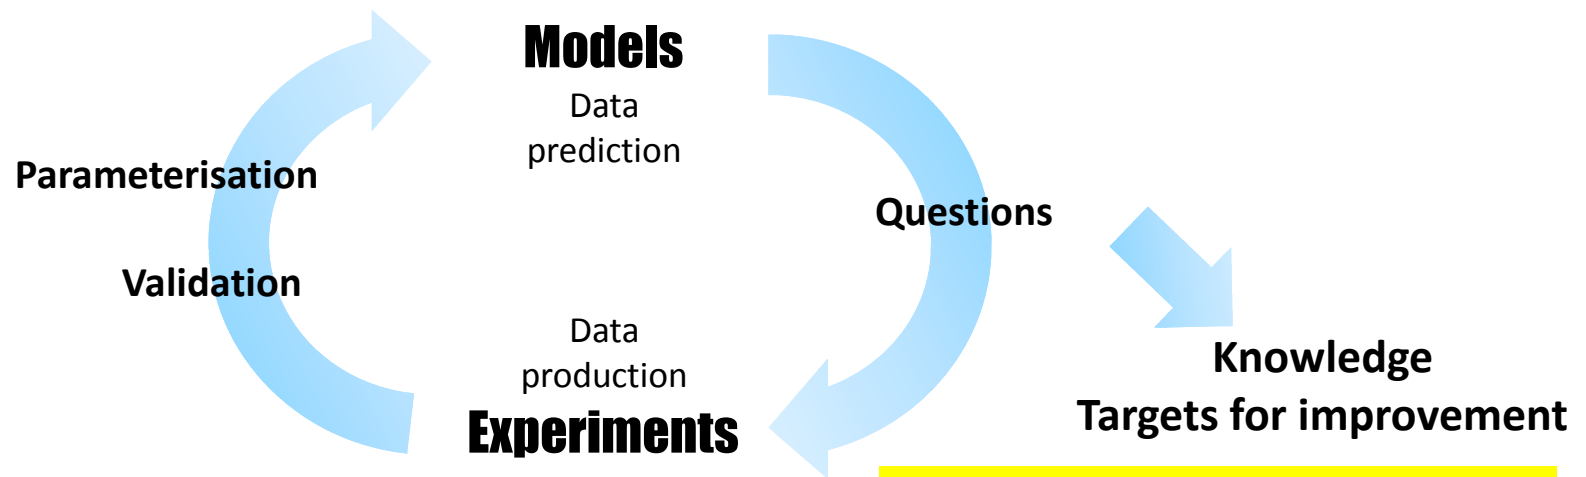 Models
Data
prediction
Parameterisation
Questions
Validation
Data
production
Experiments
Knowledge
Targets for improvement